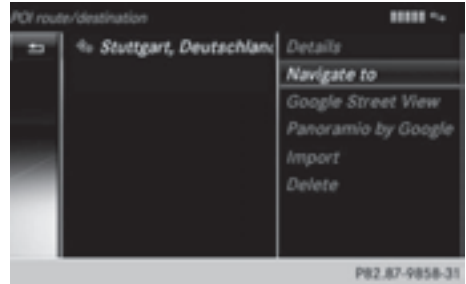 POI route/destination
Stuttgart, Deutschlan
Details
Navigate to
Google Street View
Panoramio by Google
Import
Delete
P82.87-9858-31